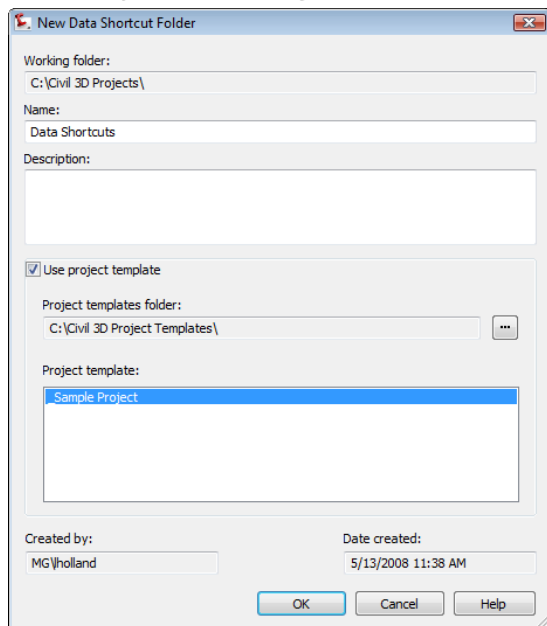 New Data Shortcut Folder
Working folder:
C:\Civil 3D Projects\
Name:
Data Shortcuts
Description:
Use project template
Project templates folder:
C:\Civil 3D Project Templates\
...
Project template:
_Sample Project
Created by:
Date created:
MG\lholland
5/13/2008 11:38 AM
OK
Cancel
Help